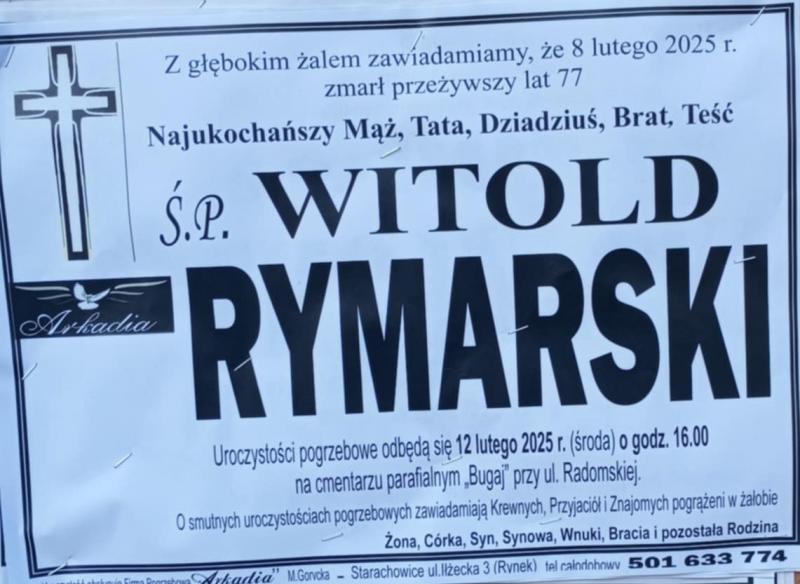 Z głębokim żalem zawiadamiamy, że 8 lutego 2025 r.
zmarł przeżywszy lat 77
Najukochańszy Mąż, Tata, Dziadziuś, Brat, Teść
Ś.P. WITOLD
RYMARSKI
Arkadia
Uroczystości pogrzebowe odbędą się 12 lutego 2025 r. (środa) o godz. 16.00
na cmentarzu parafialnym „Bugaj” przy ul. Radomskiej.
O smutnych uroczystościach pogrzebowych zawiadamiają Krewnych, Przyjaciół i Znajomych pogrążeni w żałobie
Żona, Córka, Syn, Synowa, Wnuki, Bracia i pozostała Rodzina
Firma Pogrzebowa „Arkadia” M.Gorycka – Starachowice ul.Iłżecka 3 (Rynek) tel całodobowy 501 633 774